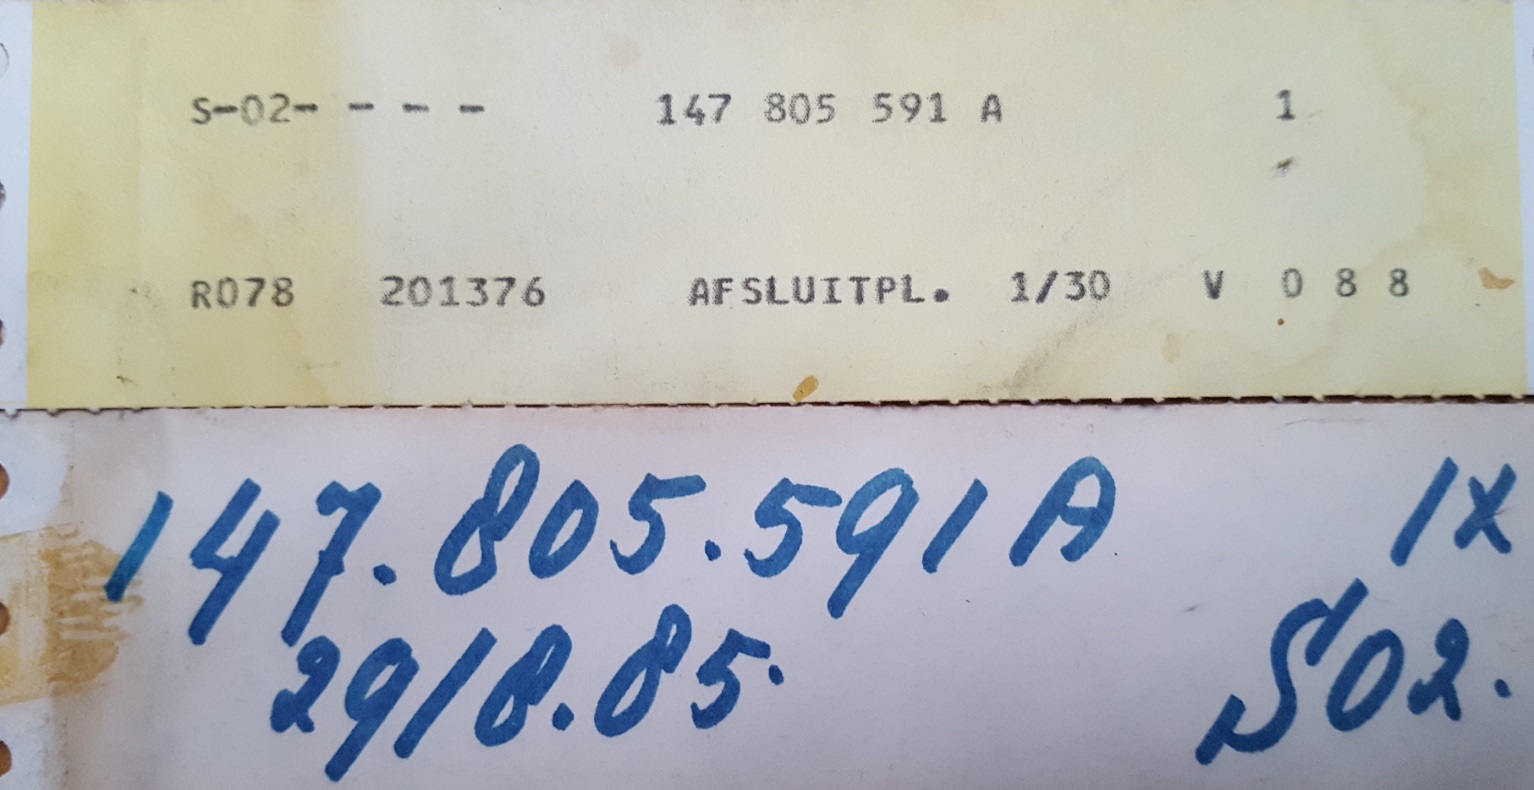 S-02- - - - 147 805 591 A 1
R078 201376 AFSLUITPL. 1/30 V 0 8 8
147.805.591 A 1x
29/8.85. S02.